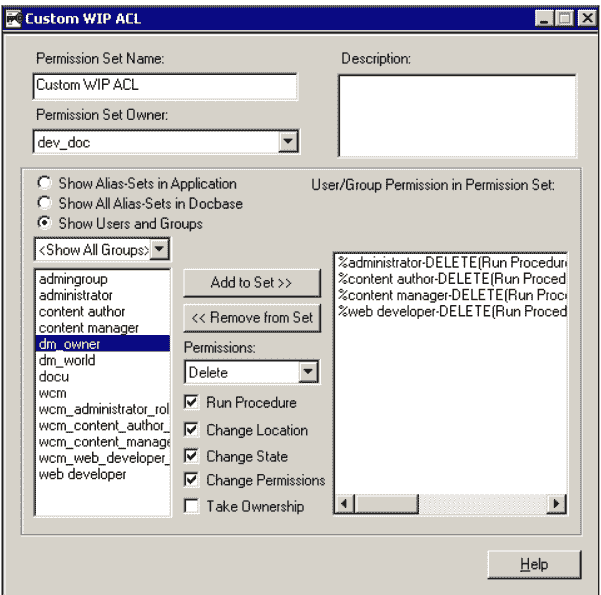 Custom WIP ACL
Permission Set Name:
Description:
Custom WIP ACL
Permission Set Owner:
dev_doc
Show Alias-Sets in Application
User/Group Permission in Permission Set:
Show All Alias-Sets in Docbase
Show Users and Groups
<Show All Groups>
admingroup
administrator
content author
content manager
dm_owner
dm_world
docu
wcm
wcm_administrator_rol
wcm_content_author_
wcm_content_manage
wcm_web_developer_
web developer
Add to Set >>
<< Remove from Set
Permissions:
Delete
Run Procedure
Change Location
Change State
Change Permissions
Take Ownership
%administrator-DELETE(Run Procedur
%content author-DELETE(Run Proced
%content manager-DELETE(Run Proc
%web developer-DELETE(Run Proced
Help